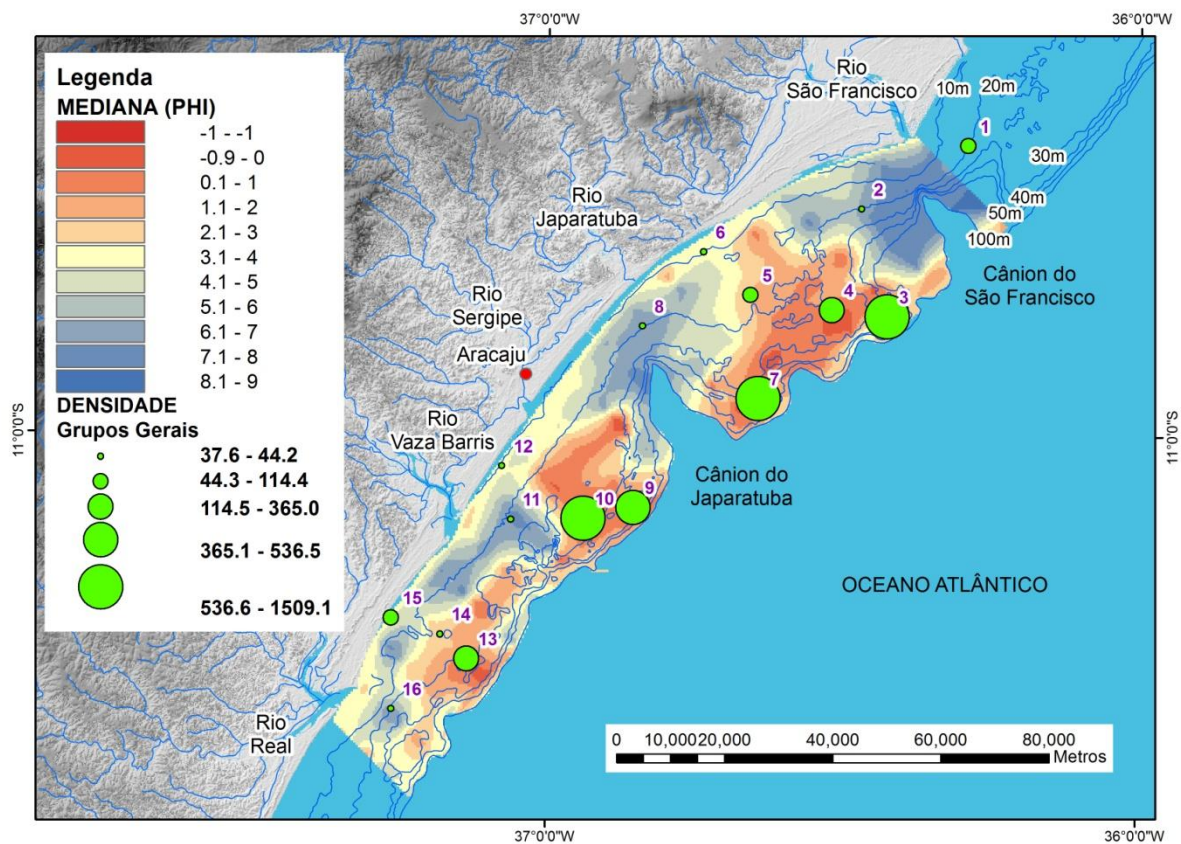 37°0'0"W
36°0'0"W
Legenda
MEDIANA (PHI)
-1 - -1
-0.9 - 0
0.1 - 1
1.1 - 2
2.1 - 3
3.1 - 4
4.1 - 5
5.1 - 6
6.1 - 7
7.1 - 8
8.1 - 9
DENSIDADE
Grupos Gerais
37.6 - 44.2
44.3 - 114.4
114.5 - 365.0
365.1 - 536.5
536.6 - 1509.1
Rio
São Francisco
10m
20m
1
30m
40m
50m
100m
2
Rio
Japaratuba
6
Cânion do
São Francisco
5
4
3
Rio
Sergipe
8
Aracaju
7
11°0'0"S
11°0'0"S
Rio
Vaza Barris
12
Cânion do
Japaratuba
11
10
9
OCEANO ATLÂNTICO
15
14
13
16
Rio
Real
0
10,000
20,000
40,000
60,000
80,000
Metros
37°0'0"W
36°0'0"W